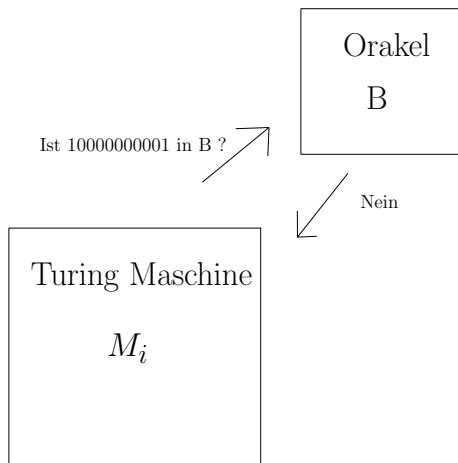 Orakel
B
Ist 10000000001 in B ?
Nein
Turing Maschine
M_i